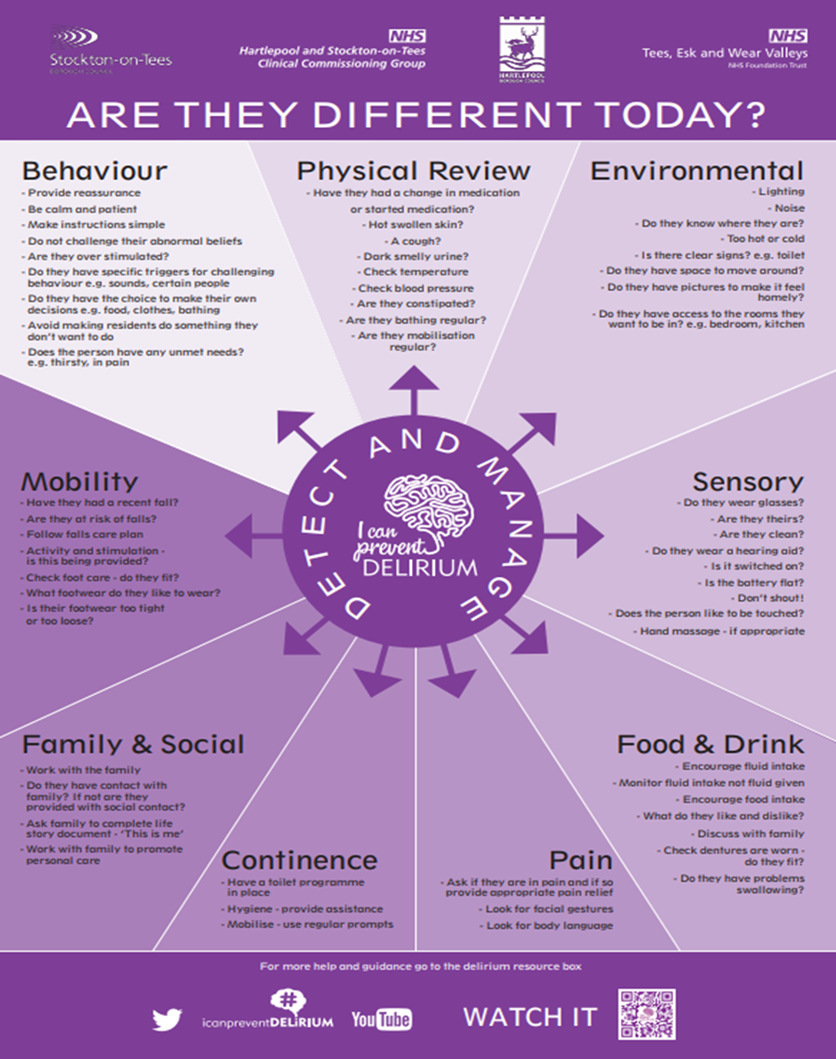 Stockton-on-Tees
BOROUGH COUNCIL
NHS
Hartlepool and Stockton-on-Tees
Clinical Commissioning Group
HARTLEPOOL
BOROUGH COUNCIL
NHS
Tees, Esk and Wear Valleys
NHS Foundation Trust
ARE THEY DIFFERENT TODAY?
Behaviour
- Provide reassurance
- Be calm and patient
- Make instructions simple
- Do not challenge their abnormal beliefs
- Are they over stimulated?
- Do they have specific triggers for challenging
behaviour e.g. sounds, certain people
- Do they have the choice to make their own
decisions e.g. food, clothes, bathing
- Avoid making residents do something they
don't want to do
- Does the person have any unmet needs?
e.g. thirsty, in pain
Physical Review
- Have they had a change in medication
or started medication?
- Hot swollen skin?
- A cough?
- Dark smelly urine?
- Check temperature
- Check blood pressure
- Are they constipated?
- Are they bathing regular?
- Are they mobilisation
regular?
Environmental
- Lighting
- Noise
- Do they know where they are?
- Too hot or cold
- Is there clear signs? e.g. toilet
- Do they have space to move around?
- Do they have pictures to make it feel
homely?
- Do they have access to the rooms they
want to be in? e.g. bedroom, kitchen
DETECT AND MANAGE
I can
prevent
DELIRIUM
Mobility
- Have they had a recent fall?
- Are they at risk of falls?
- Follow falls care plan
- Activity and stimulation -
is this being provided?
- Check foot care - do they fit?
- What footwear do they like to wear?
- Is their footwear too tight
or too loose?
Sensory
- Do they wear glasses?
- Are they theirs?
- Are they clean?
- Do they wear a hearing aid?
- Is it switched on?
- Is the battery flat?
- Don't shout!
- Does the person like to be touched?
- Hand massage - if appropriate
Family & Social
- Work with the family
- Do they have contact with
family? If not are they
provided with social contact?
- Ask family to complete life
story document - 'This is me'
- Work with family to promote
personal care
Continence
- Have a toilet programme
in place
- Hygiene - provide assistance
- Mobilise - use regular prompts
Pain
- Ask if they are in pain and if so
provide appropriate pain relief
- Look for facial gestures
- Look for body language
Food & Drink
- Encourage fluid intake
- Monitor fluid intake not fluid given
- Encourage food intake
- What do they like and dislike?
- Discuss with family
- Check dentures are worn -
do they fit?
- Do they have problems
swallowing?
For more help and guidance go to the delirium resource box
#
icanpreventDELiRIUM
YouTube
WATCH IT